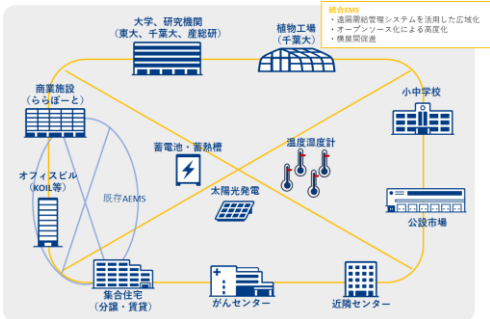 統合EMS
・遠隔需給管理システムを活用した広域化
・オープンソース化による高度化
・横展開促進
大学、研究機関
（東大、千葉大、産総研）
植物工場
（千葉大）
商業施設
（ららぽーと）
小中学校
蓄電池・蓄熱槽
温度湿度計
オフィスビル
（KOIL等）
既存AEMS
太陽光発電
公設市場
集合住宅
（分譲・賃貸）
がんセンター
近隣センター